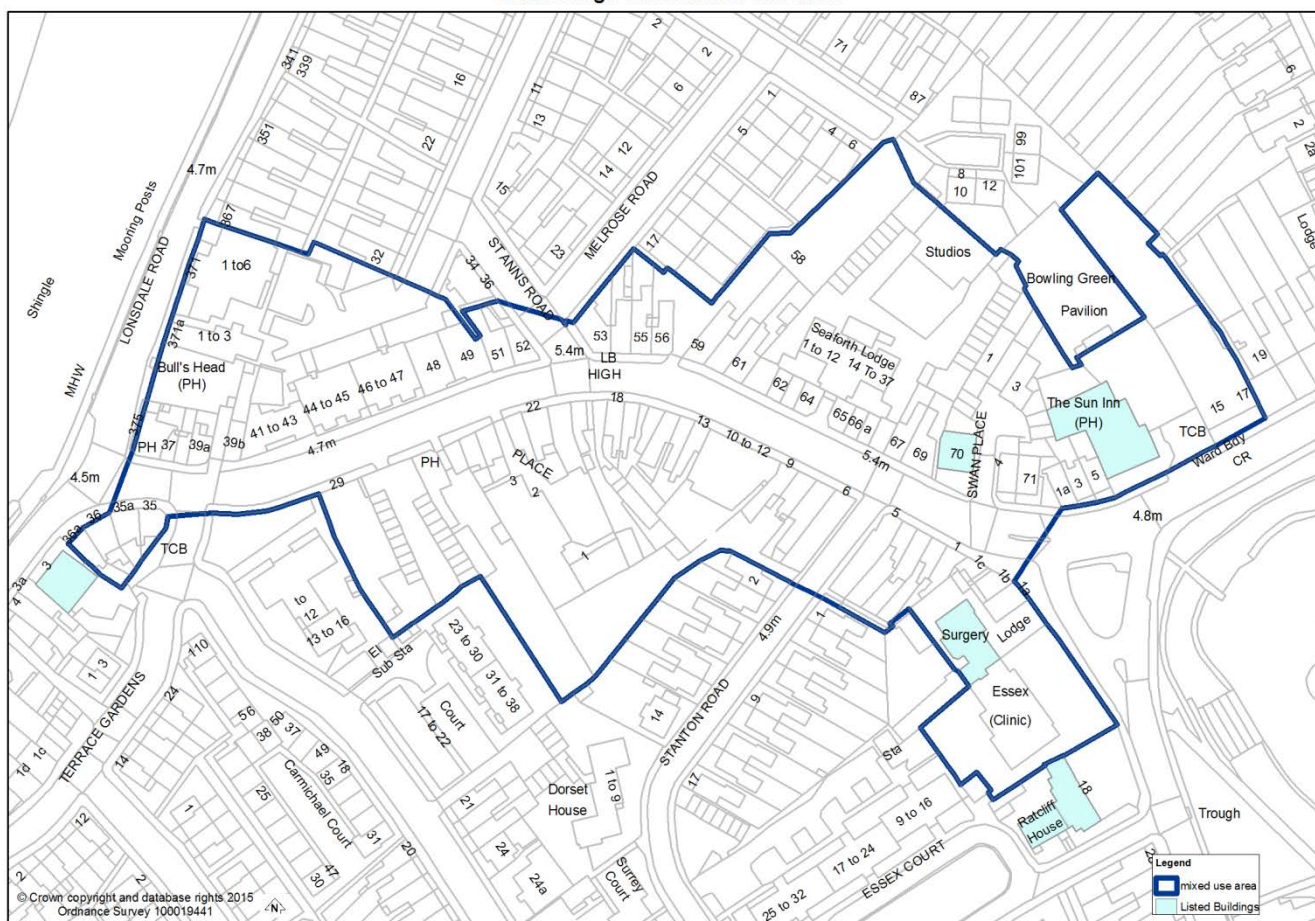 341
339
351
4.7m
367
Mooring Posts
Shingle
MHW
LONSDALE ROAD
371
371a
375
1 to6
1 to 3
Bull's Head
(PH)
PH
37
39a
39b
41 to 43
44 to 45
46 to 47
48
49
51
52
4.5m
4.7m
16
22
32
34
36
11
13
15
ST ANNS ROAD
2
2
6
12
14
23
MELROSE ROAD
17
5.4m
53
LB
55
56
HIGH
59
61
62
64
65
66 a
67
69
70
71
87
1
5
4
6
58
Studios
Seaforth Lodge
1 to 12
14 To 37
8
10
12
99
101
Bowling Green
Pavilion
1
3
The Sun Inn
(PH)
SWAN PLACE
4
71
1a
3
5
TCB
15
17
19
Ward Bdy
CR
4.8m
6
2
2a
Lodge
22
18
13
10 to 12
9
5.4m
6
5
1
1c
1b
1a
PLACE
3
2
1
PH
29
35a
35
36
36a
TCB
3
3a
4
1
3
110
24
14
TERRACE GARDENS
1d
1c
12
2
2
1
to
12
13 to 16
El
Sub Sta
23 to 30
31 to 38
Court
17 to 22
56
50
38
37
49
18
35
25
Carmichael Court
31
47
30
20
21
24
24a
Dorset
House
1 to 9
Surrey
Court
2
4.9m
1
9
14
17
STANTON ROAD
Surgery
Lodge
Essex
(Clinic)
Sta
9 to 16
17 to 24
25 to 32
ESSEX COURT
Ratcliff
House
18
Trough
Legend
mixed use area
Listed Buildings
© Crown copyright and database rights 2015
Ordnance Survey 100019441
N